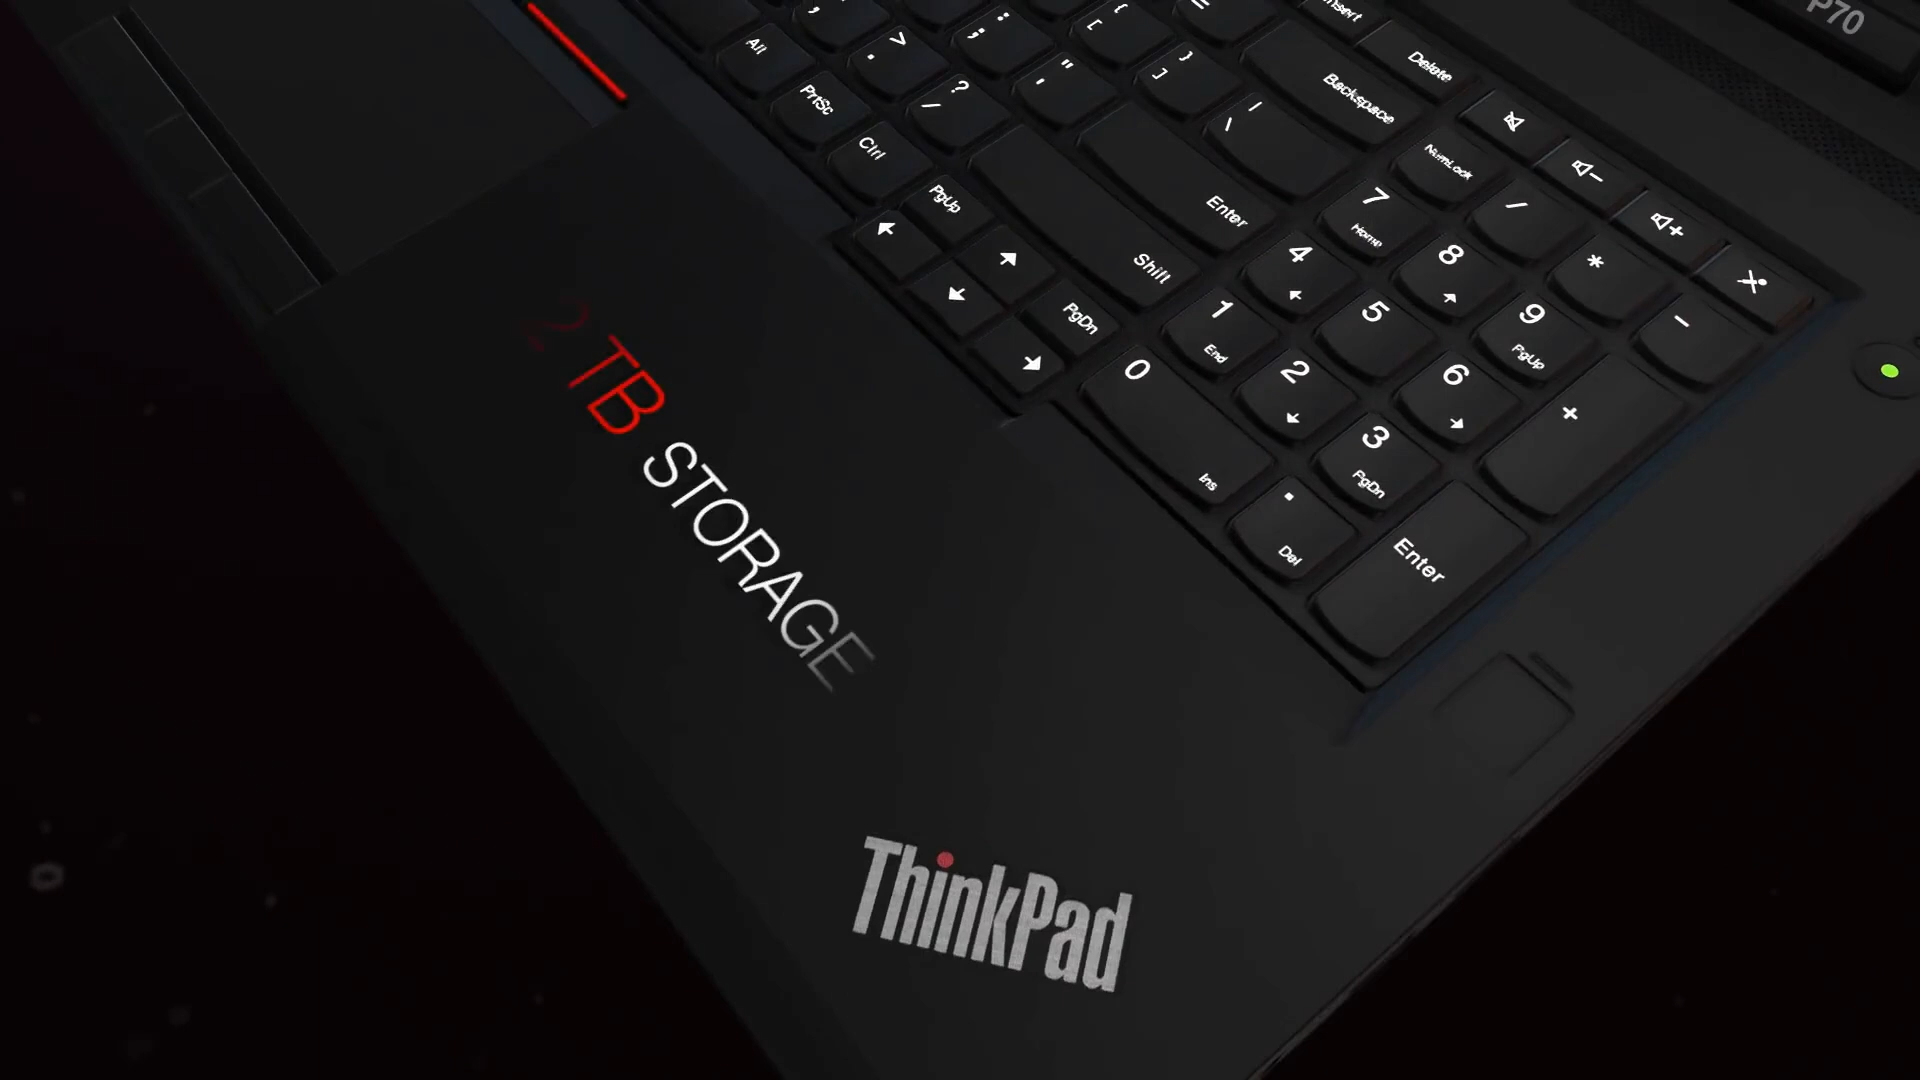 P70
Insert
Delete
Backspace
Alt
PrtSc
Ctrl
PgUp
Enter
Shift
PgDn
NumLock
7
Home
8
9
PgUp
4
5
6
1
End
2
3
PgDn
0
Ins
.
Del
Enter
/
*
-
+
=
{
[
}
]
:
;
"
'
>
.
?
/
|
\
2 TB STORAGE
ThinkPad